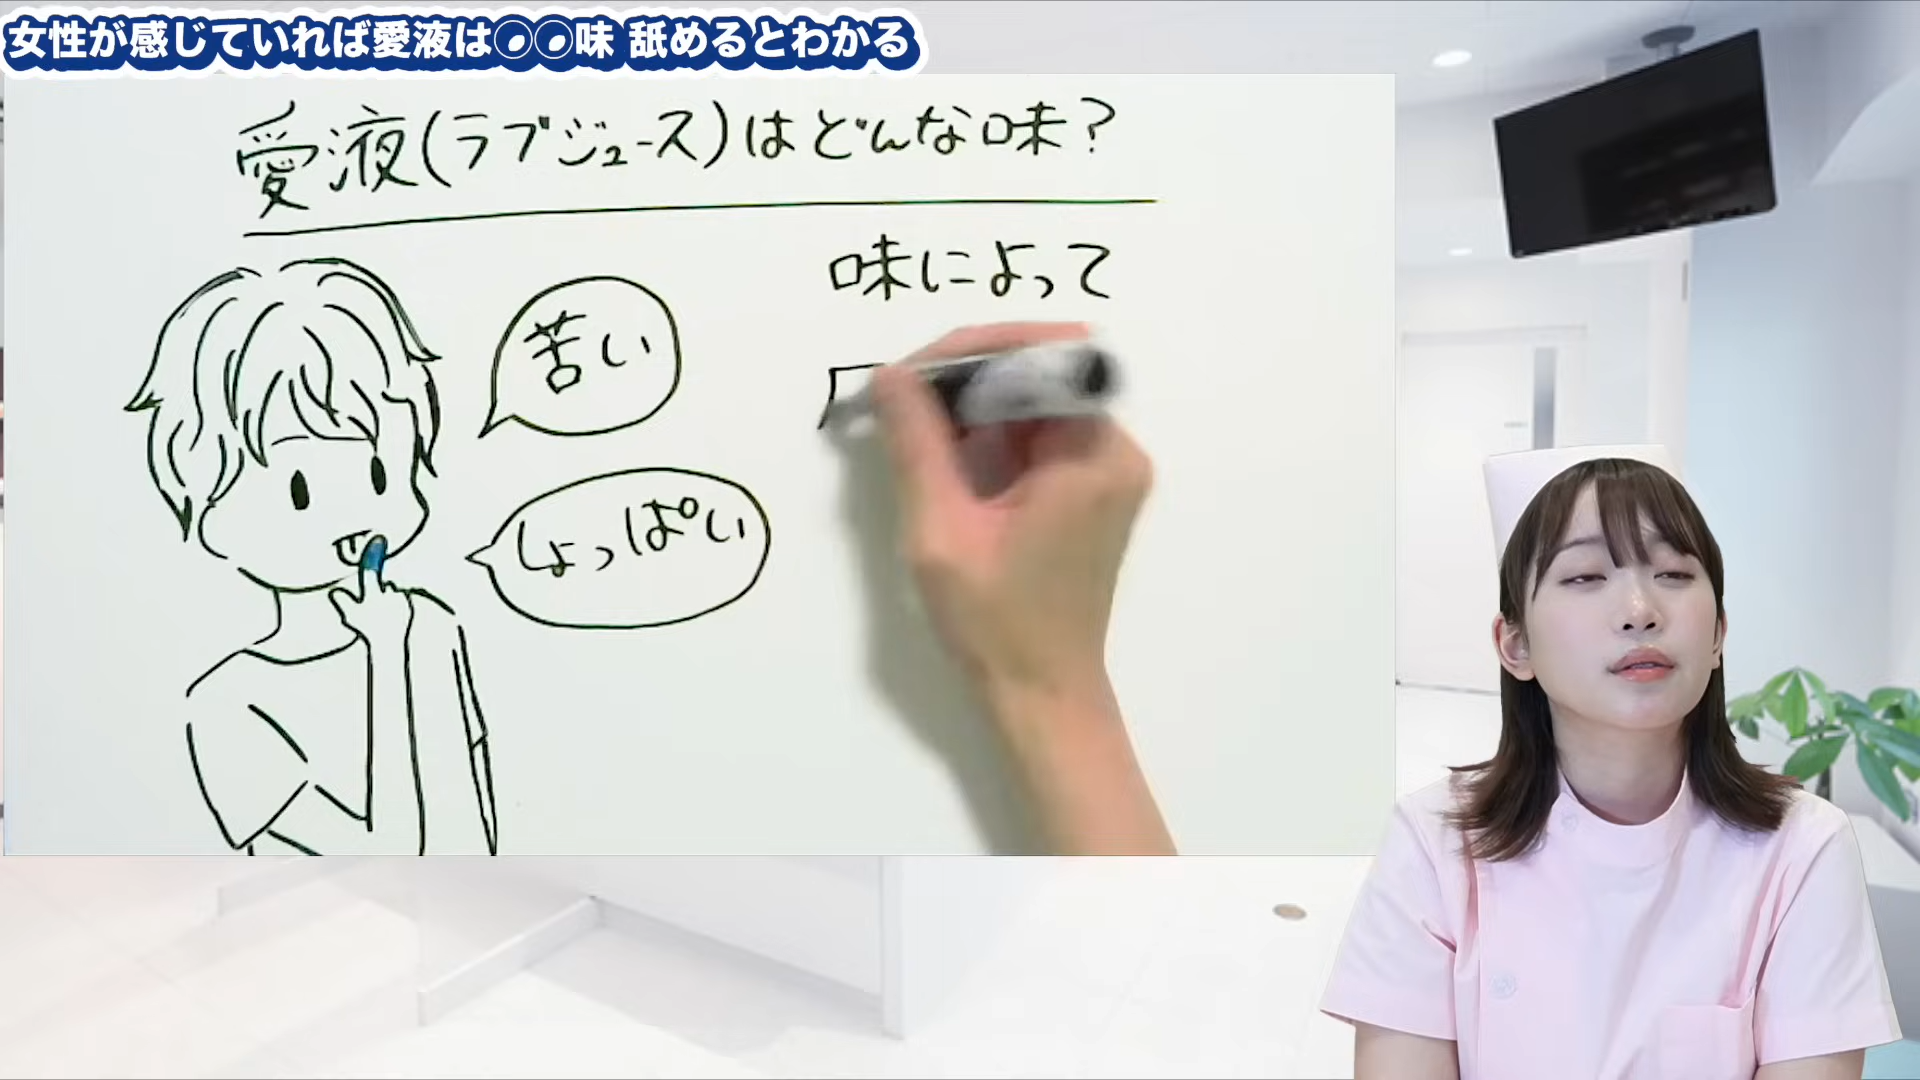 女性が感じていれば愛液は◯◯味 舐めるとわかる
愛液(ラブジュース)はどんな味?
味によって
苦い
しょっぱい